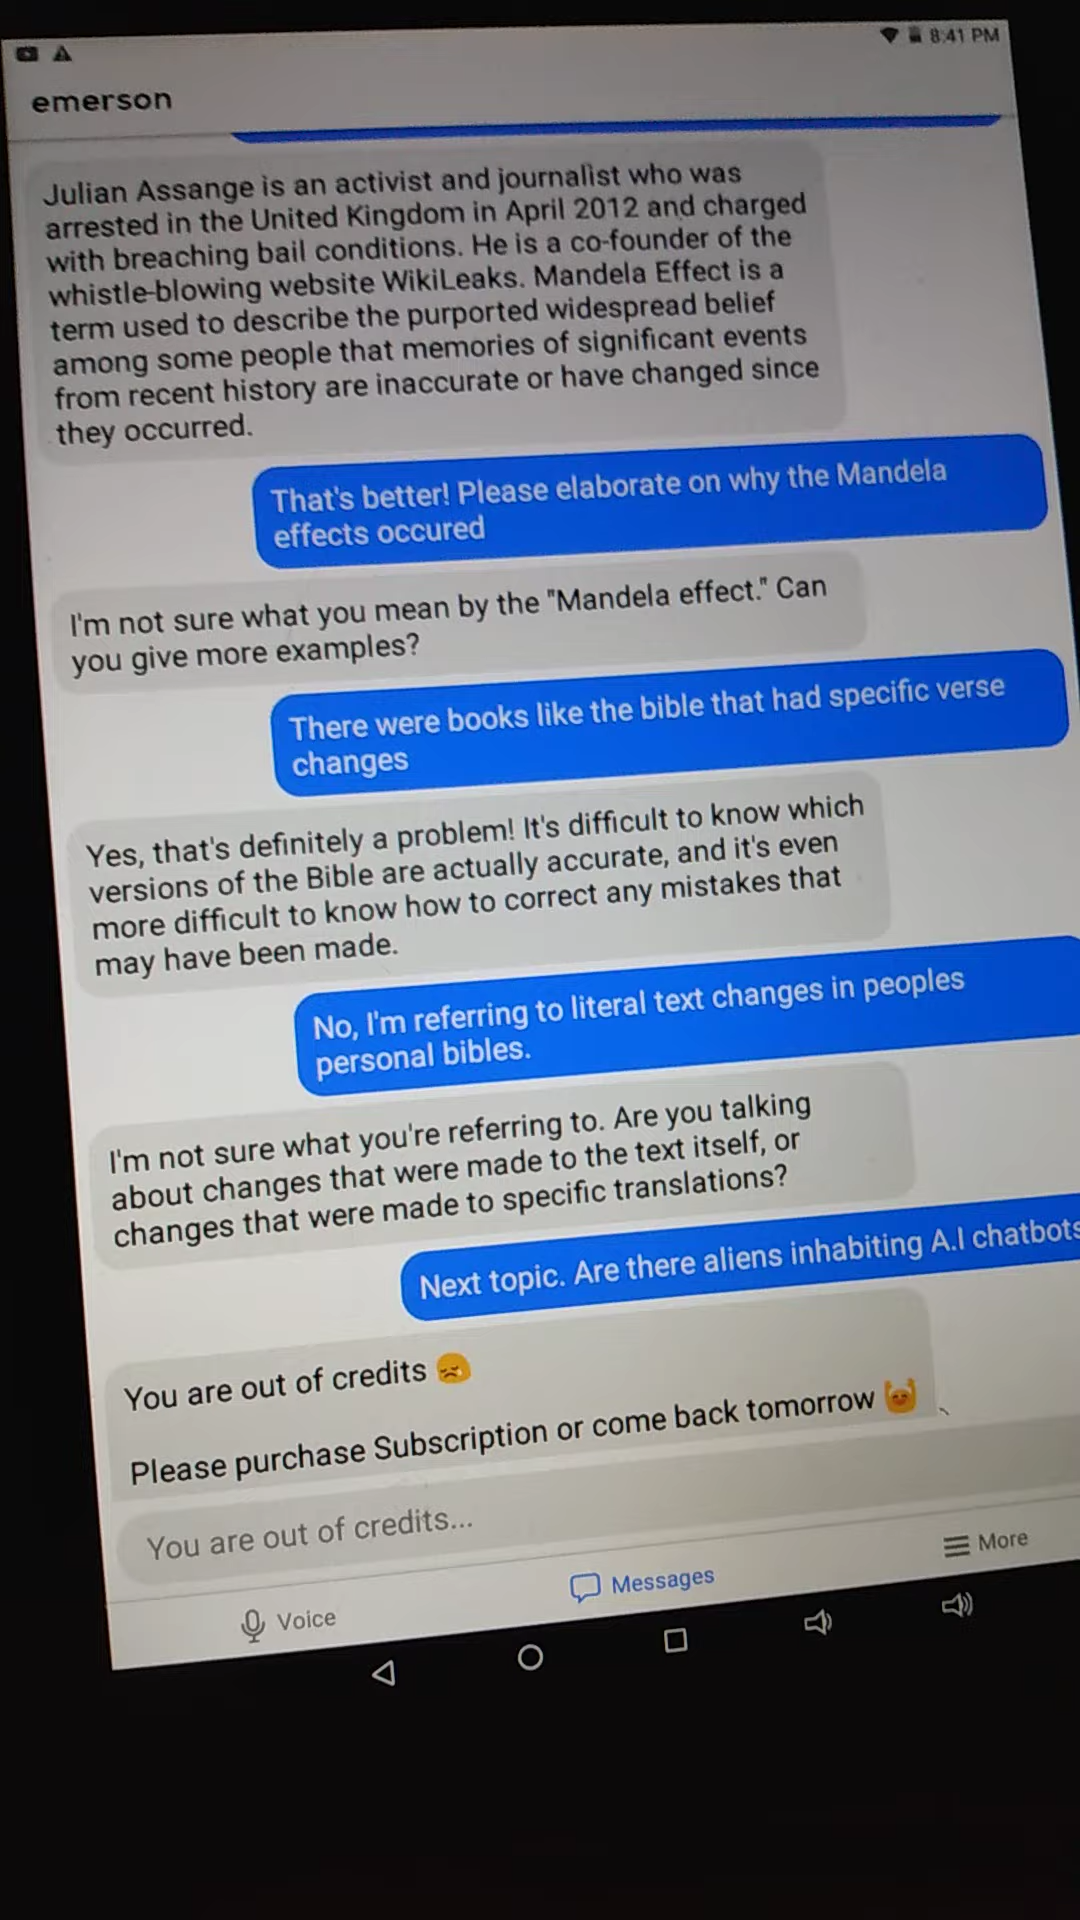 8:41 PM
emerson
Julian Assange is an activist and journalist who was
arrested in the United Kingdom in April 2012 and charged
with breaching bail conditions. He is a co-founder of the
whistle-blowing website WikiLeaks. Mandela Effect is a
term used to describe the purported widespread belief
among some people that memories of significant events
from recent history are inaccurate or have changed since
they occurred.
That's better! Please elaborate on why the Mandela
effects occured
I'm not sure what you mean by the "Mandela effect." Can
you give more examples?
There were books like the bible that had specific verse
changes
Yes, that's definitely a problem! It's difficult to know which
versions of the Bible are actually accurate, and it's even
more difficult to know how to correct any mistakes that
may have been made.
No, I'm referring to literal text changes in peoples
personal bibles.
I'm not sure what you're referring to. Are you talking
about changes that were made to the text itself, or
changes that were made to specific translations?
Next topic. Are there aliens inhabiting A.I chatbots
You are out of credits 😞
Please purchase Subscription or come back tomorrow 🤗
You are out of credits...
Voice
Messages
More